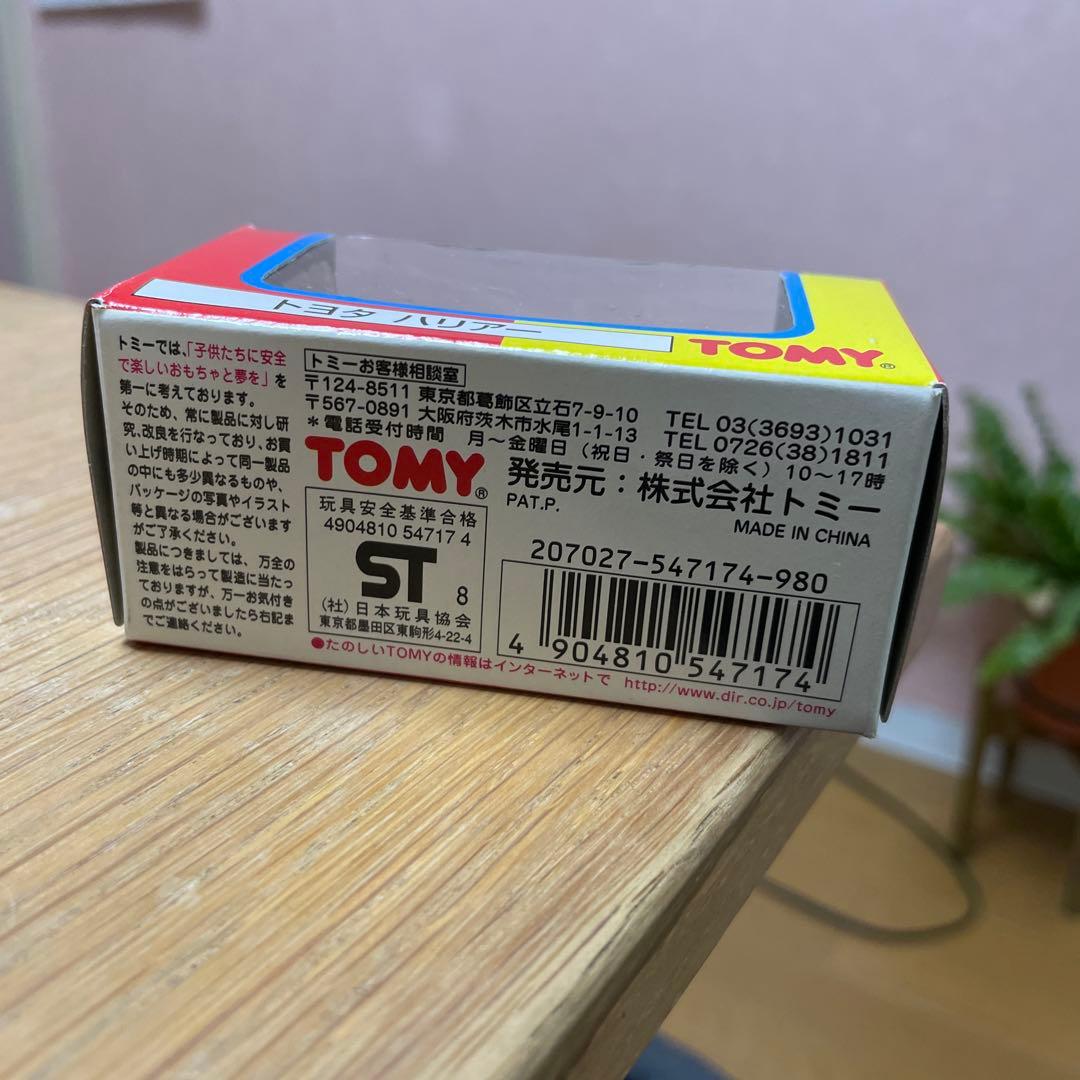 トヨタ ハリアー
TOMY®
トミーでは、「子供たちに安全
で楽しいおもちゃと夢を」を
第一に考えております。
そのため、常に製品に対し研
究、改良を行なっており、お買
い上げ時期によって同一製品
の中にも多少異なるものや、
パッケージの写真やイラスト
等と異なる場合がございます
がご了承ください。
製品につきましては、万全の
注意をはらって製造に当たっ
ておりますが、万一お気付き
の点がございましたら右記ま
でご連絡ください。
トミーお客様相談室
〒124-8511 東京都葛飾区立石7-9-10 TEL 03(3693)1031
〒567-0891 大阪府茨木市水尾1-1-13 TEL 0726(38)1811
*電話受付時間 月〜金曜日(祝日・祭日を除く)10〜17時
TOMY® 発売元:株式会社トミー
PAT.P. MADE IN CHINA
玩具安全基準合格
4904810 54717 4
ST 8
(社)日本玩具協会
東京都墨田区東駒形4-22-4
207027-547174-980
4 904810 547174
●たのしいTOMYの情報はインターネットで http://www.dir.co.jp/tomy